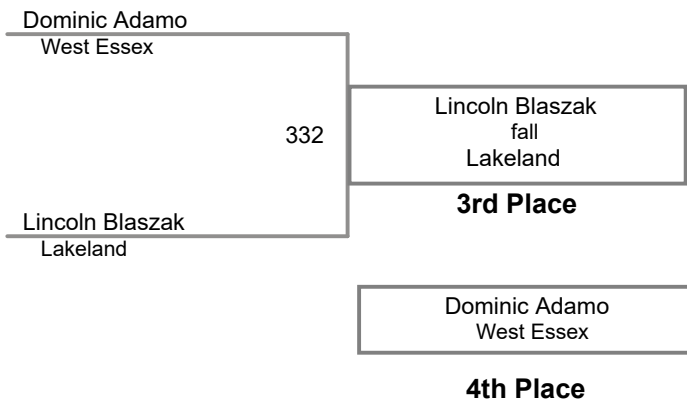 Dominic Adamo
West Essex
332
Lincoln Blaszak
fall
Lakeland
3rd Place
Lincoln Blaszak
Lakeland
Dominic Adamo
West Essex
4th Place